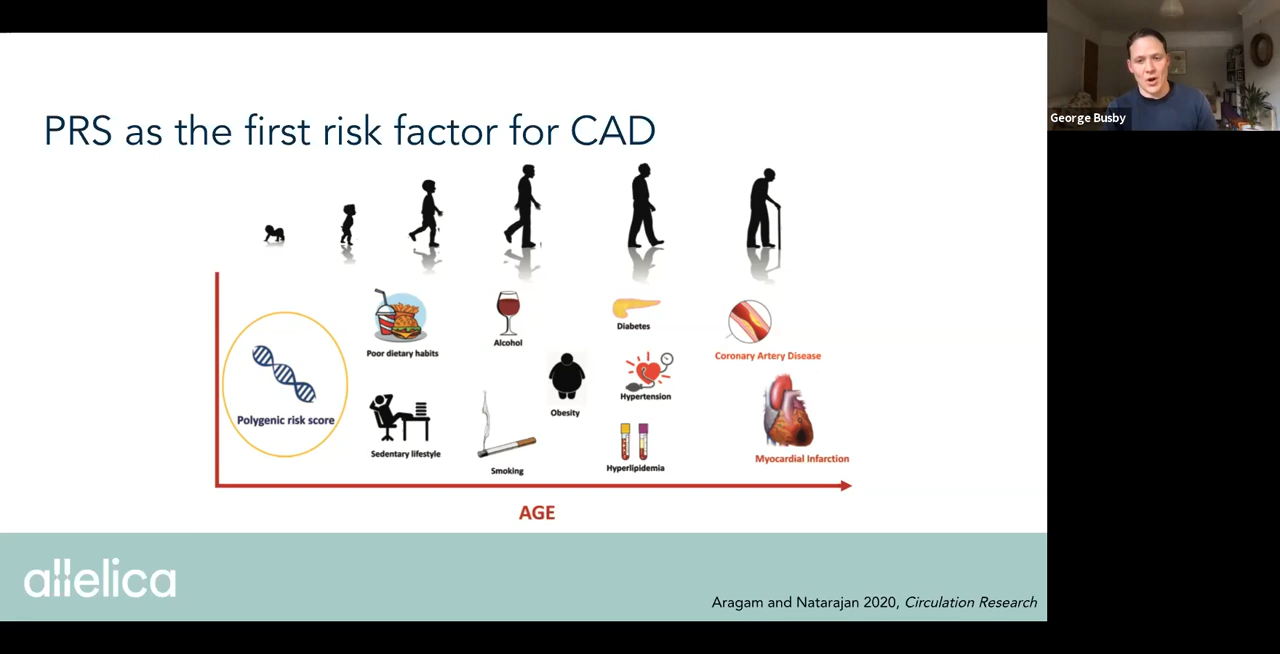 PRS as the first risk factor for CAD
George Busby
Poor dietary habits
Alcohol
Diabetes
Coronary Artery Disease
Polygenic risk score
Obesity
Hypertension
Sedentary lifestyle
Smoking
Hyperlipidemia
Myocardial Infarction
AGE
allelica
Aragam and Natarajan 2020, Circulation Research